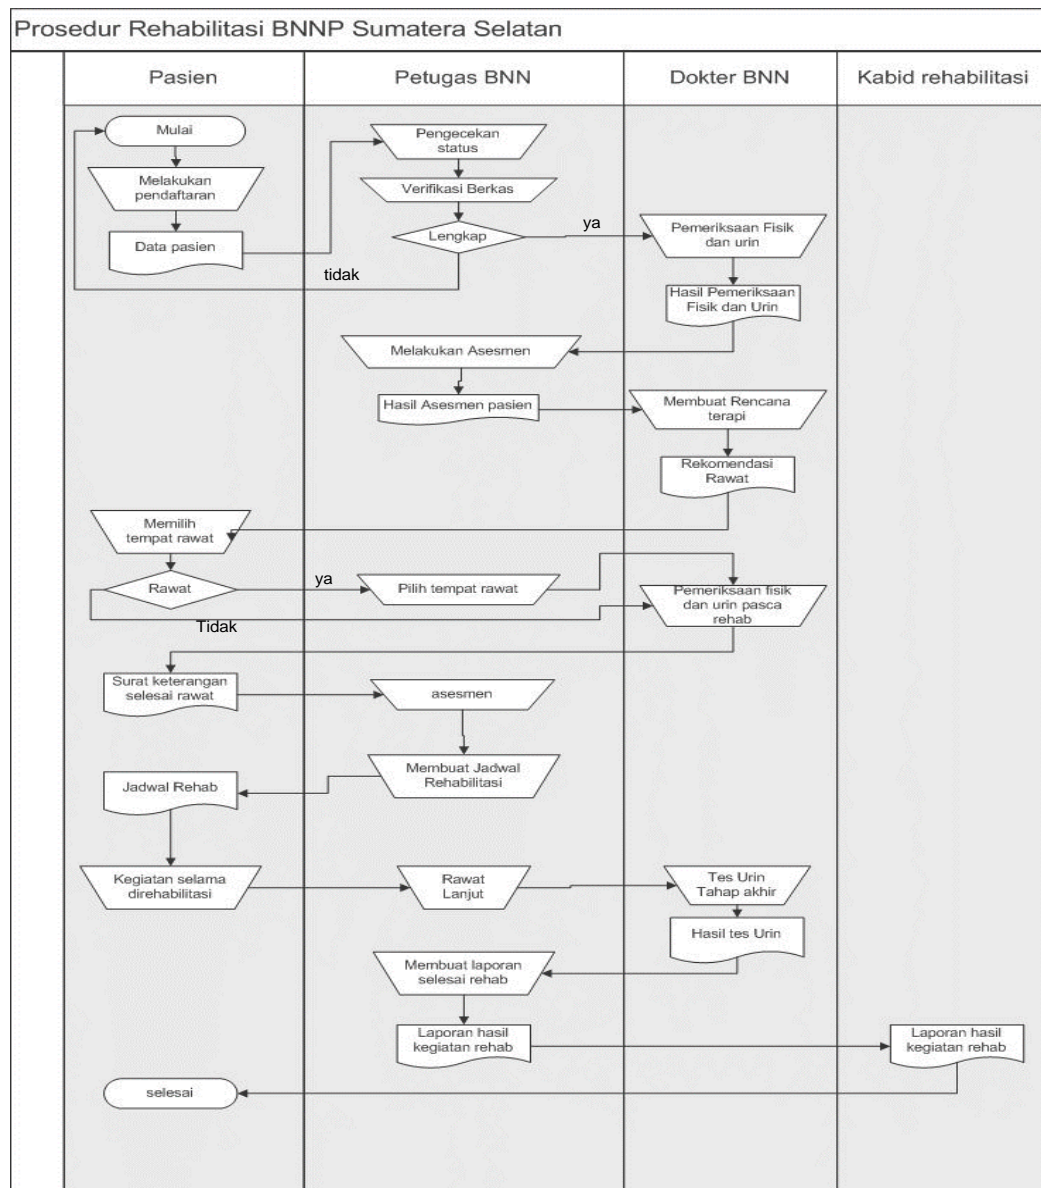 Prosedur Rehabilitasi BNNP Sumatera Selatan
Pasien
Petugas BNN
Dokter BNN
Kabid rehabilitasi
Mulai
Melakukan
pendaftaran
Data pasien
Pengecekan
status
Verifikasi Berkas
Lengkap
ya
tidak
Pemeriksaan Fisik
dan urin
Hasil Pemeriksaan
Fisik dan Urin
Melakukan Asesmen
Hasil Asesmen pasien
Membuat Rencana
terapi
Rekomendasi
Rawat
Memilih
tempat rawat
Rawat
ya
Tidak
Pilih tempat rawat
Pemeriksaan fisik
dan urin pasca
rehab
Surat keterangan
selesai rawat
asesmen
Membuat Jadwal
Rehabilitasi
Jadwal Rehab
Kegiatan selama
direhabilitasi
Rawat
Lanjut
Tes Urin
Tahap akhir
Hasil tes Urin
Membuat laporan
selesai rehab
Laporan hasil
kegiatan rehab
Laporan hasil
kegiatan rehab
selesai